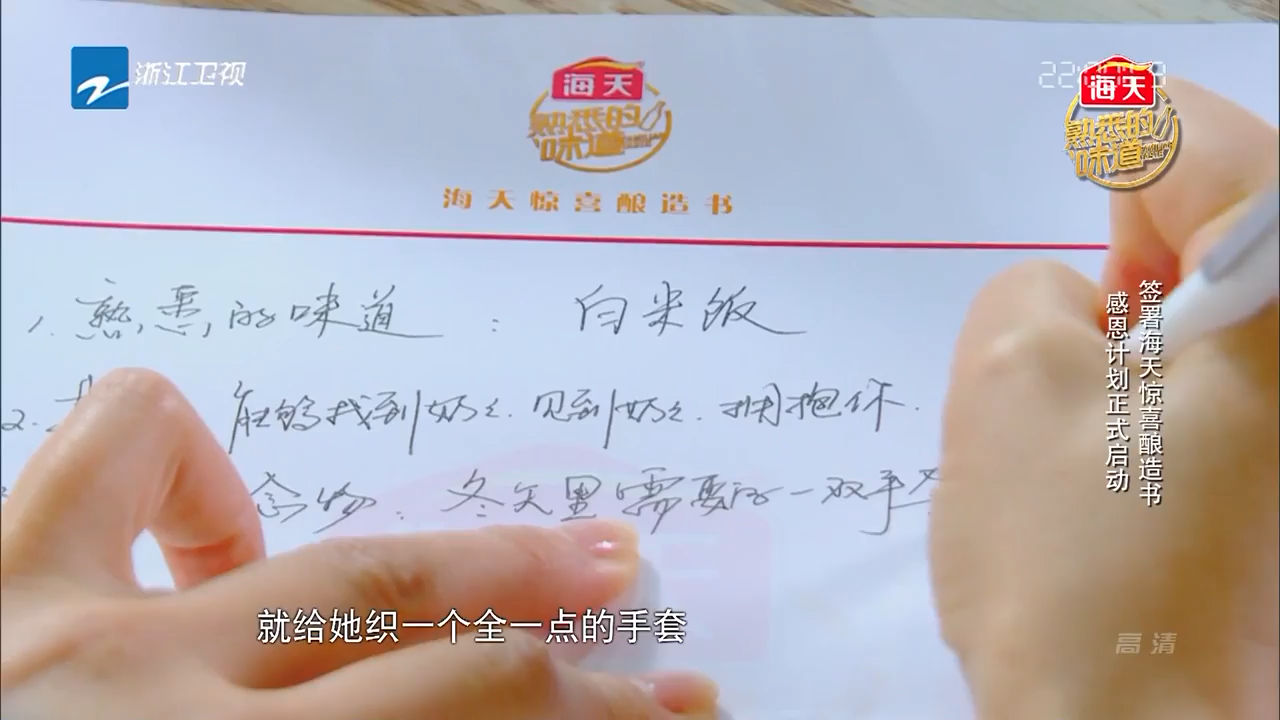 浙江卫视
海天
熟悉的味道
海天
熟悉的味道
海天惊喜酿造书
1. 熟悉的味道：白米饭
2. 能够找到奶奶. 见到奶奶. 拥抱休.
念物：冬天里需要的一双手
签署海天惊喜酿造书
感恩计划正式启动
就给她织一个全一点的手套
高清